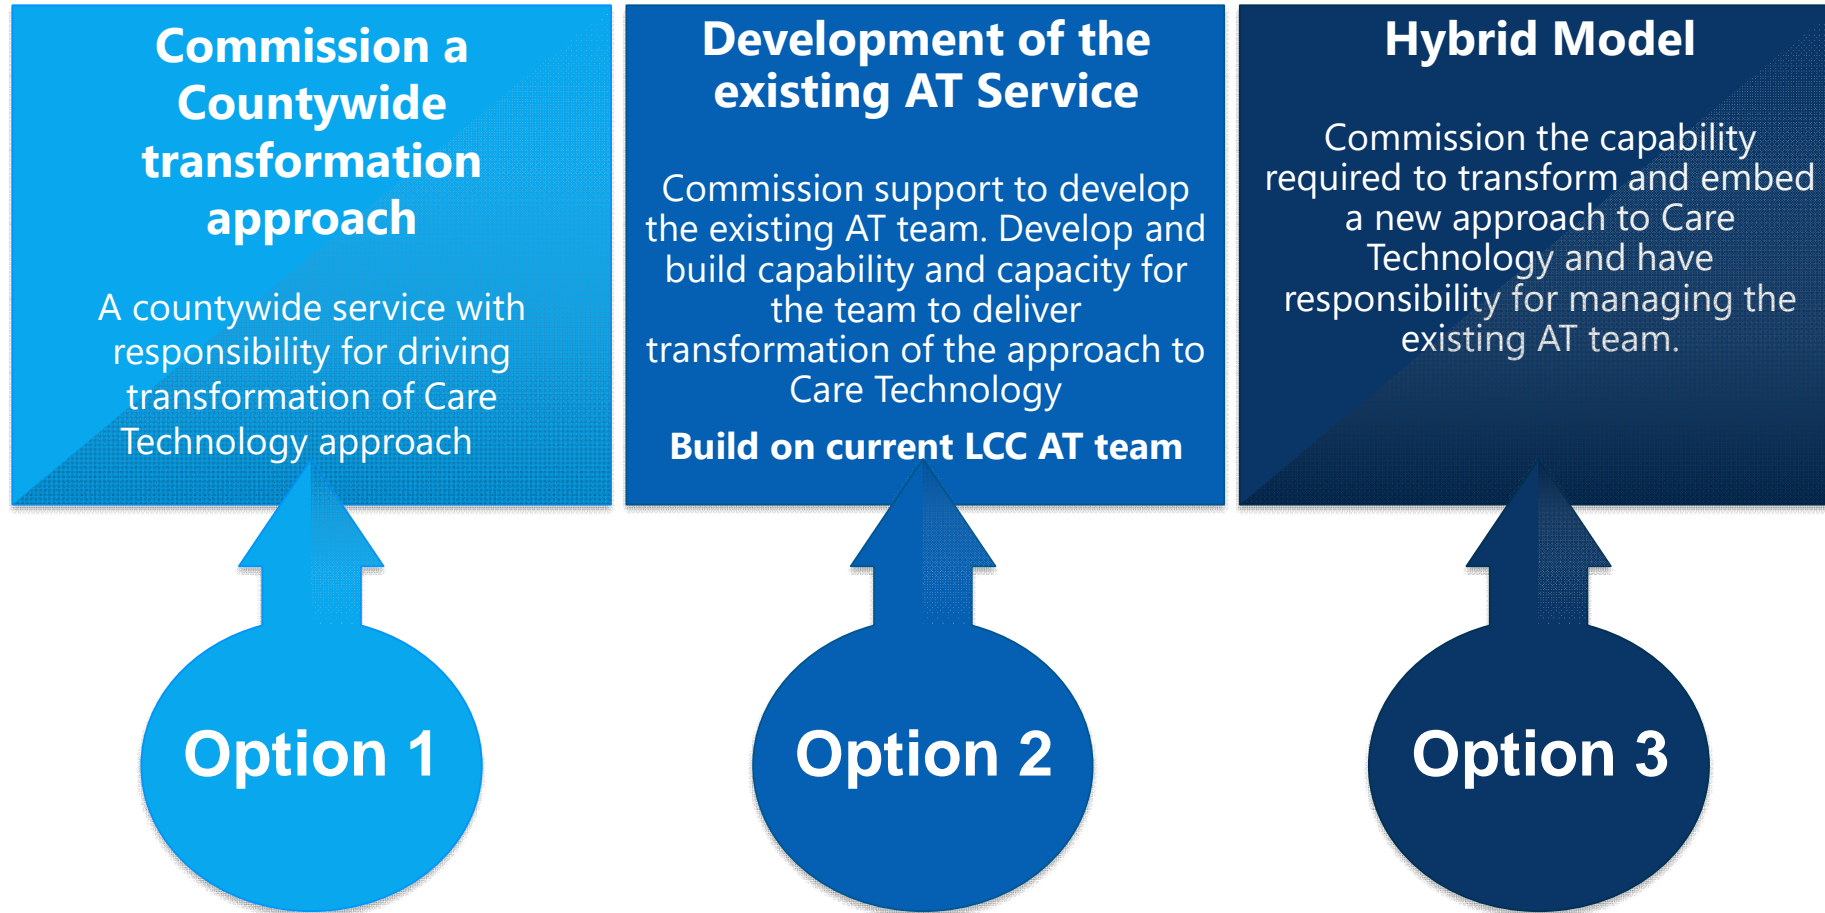 Commission a
Countywide
transformation
approach
A countywide service with
responsibility for driving
transformation of Care
Technology approach
Development of the
existing AT Service
Commission support to develop
the existing AT team. Develop and
build capability and capacity for
the team to deliver
transformation of the approach to
Care Technology
Build on current LCC AT team
Hybrid Model
Commission the capability
required to transform and embed
a new approach to Care
Technology and have
responsibility for managing the
existing AT team.
Option 1
Option 2
Option 3